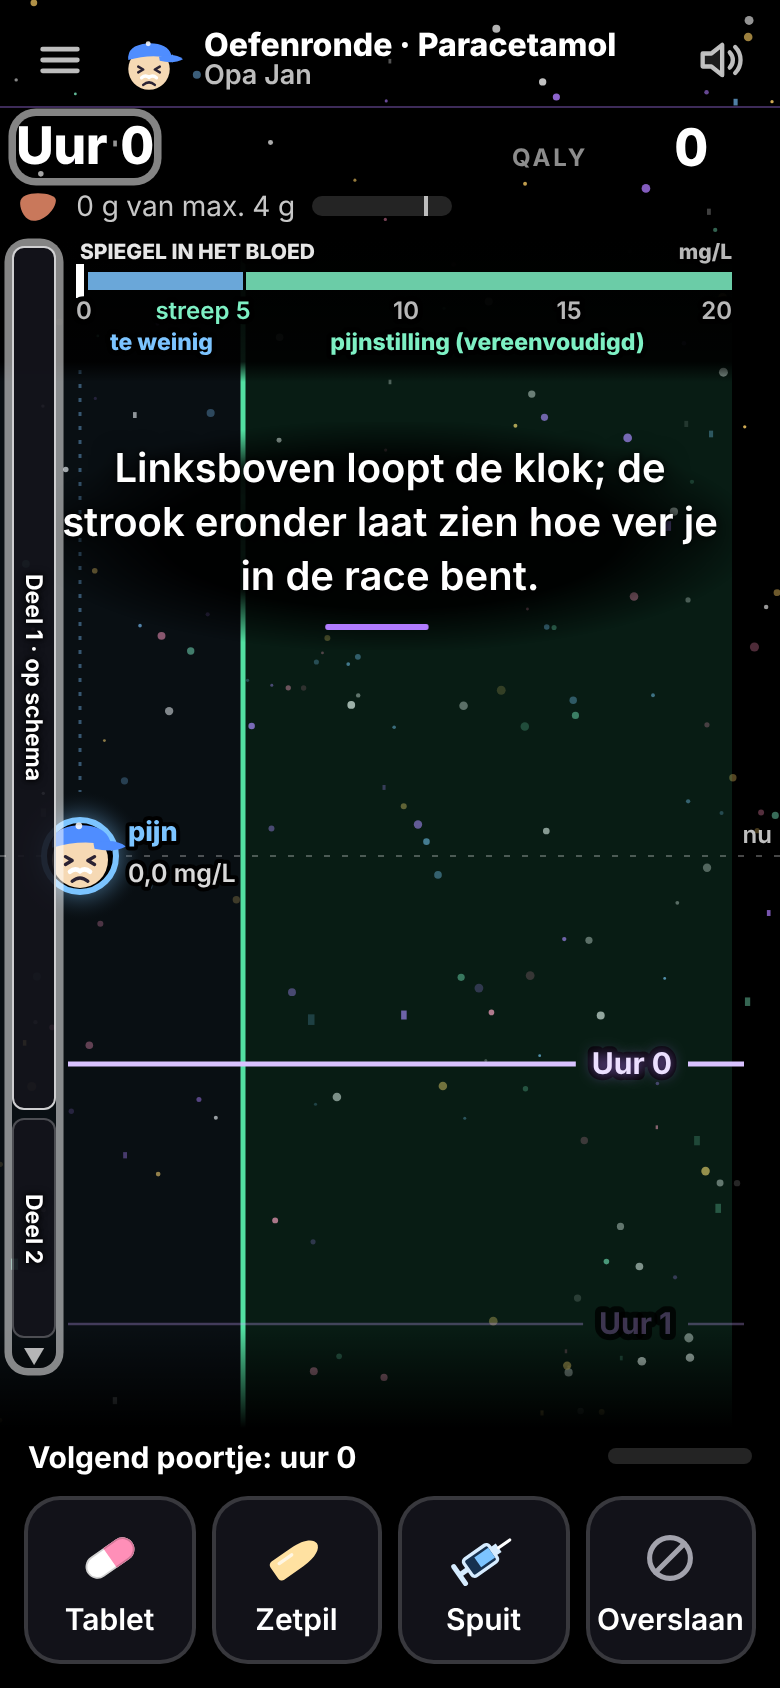 Oefenronde · Paracetamol
Opa Jan
Uur 0
QALY 0
0 g van max. 4 g
SPIEGEL IN HET BLOED mg/L
0 streep 5 10 15 20
te weinig pijnstilling (vereenvoudigd)
Linksboven loopt de klok; de
strook eronder laat zien hoe ver je
in de race bent.
Deel 1 · op schema
pijn
nu
0,0 mg/L
Uur 0
Deel 2
Uur 1
Volgend poortje: uur 0
Tablet
Zetpil
Spuit
Overslaan